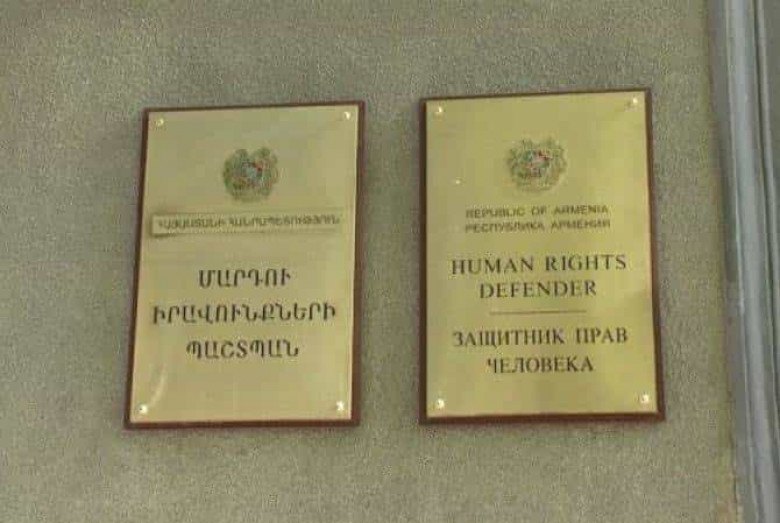 ՀԱՅԱՍՏԱՆԻ ՀԱՆՐԱՊԵՏՈՒԹՅՈՒՆ
ՄԱՐԴՈՒ
ԻՐԱՎՈՒՆՔՆԵՐԻ
ՊԱՇՏՊԱՆ
REPUBLIC OF ARMENIA
РЕСПУБЛИКА АРМЕНИЯ
HUMAN RIGHTS
DEFENDER
ЗАЩИТНИК ПРАВ
ЧЕЛОВЕКА